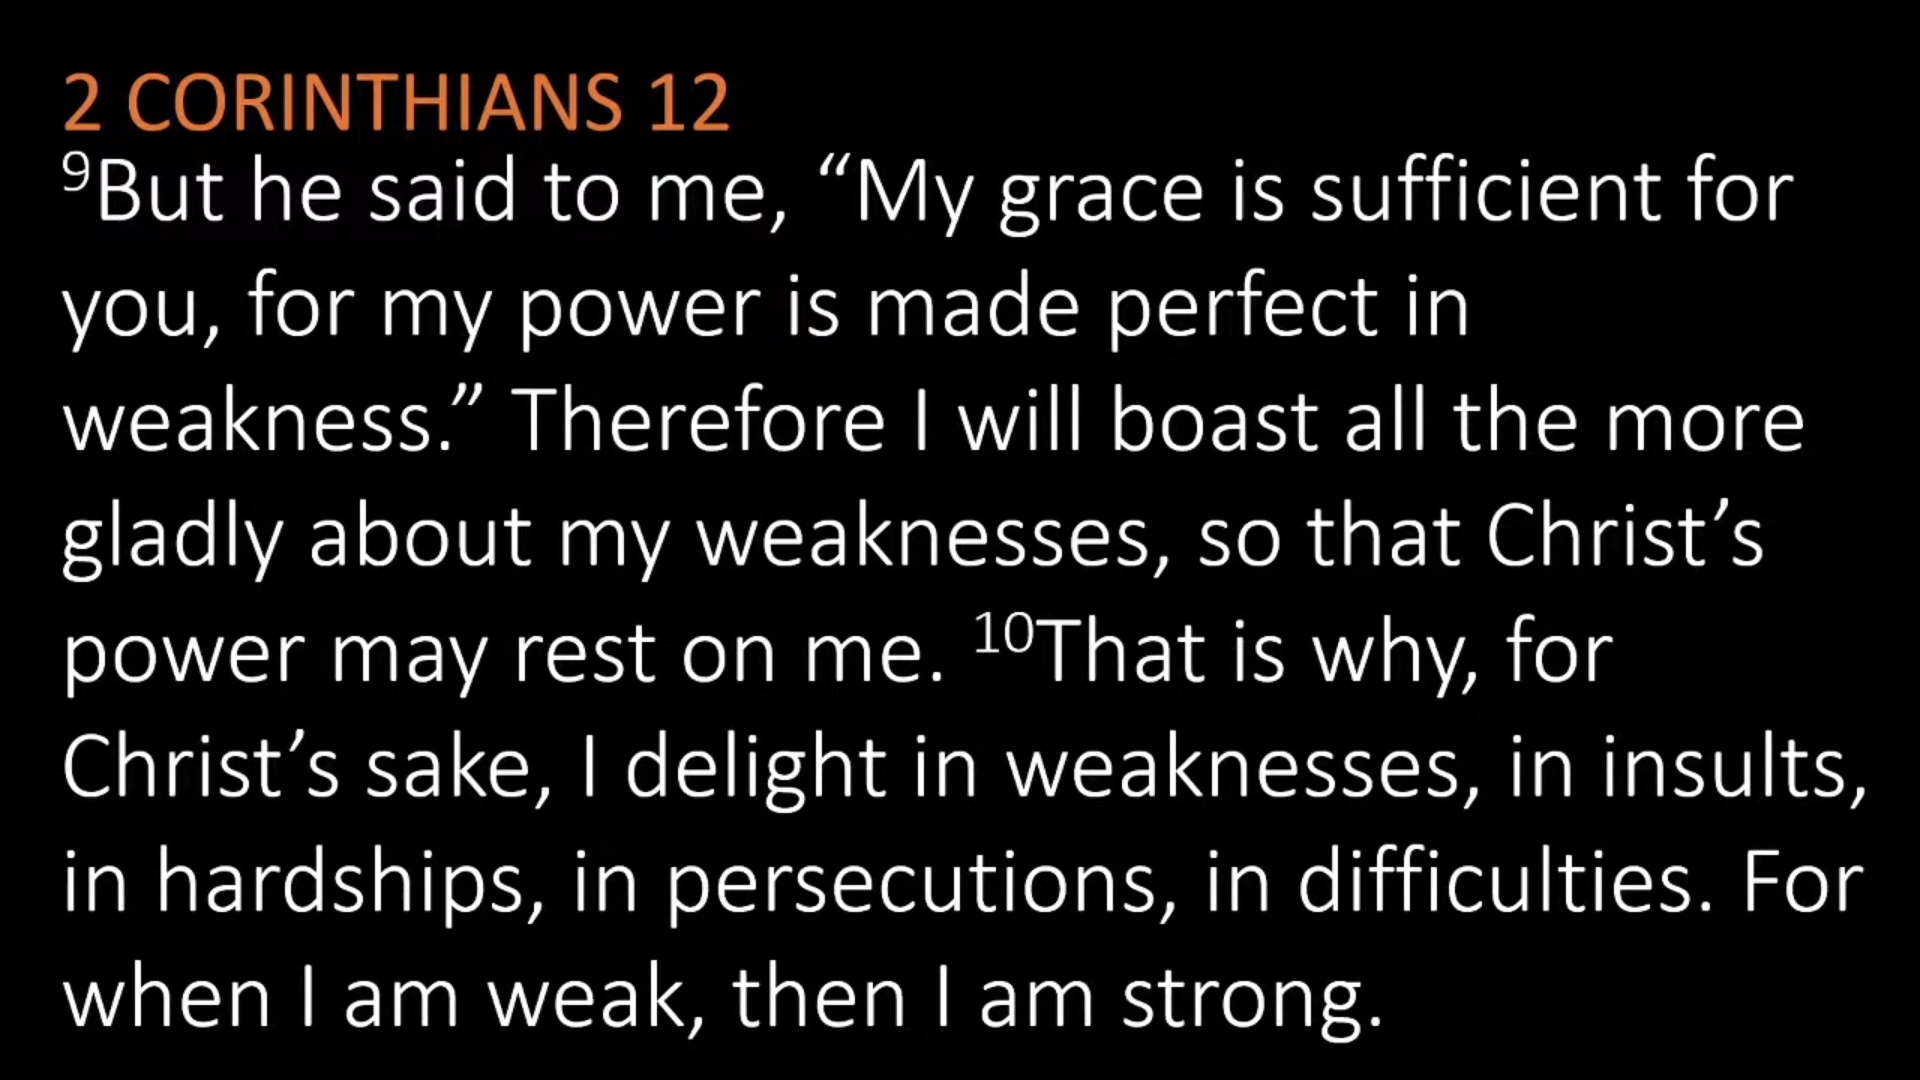 2 CORINTHIANS 12
⁹But he said to me, “My grace is sufficient for
you, for my power is made perfect in
weakness.” Therefore I will boast all the more
gladly about my weaknesses, so that Christ’s
power may rest on me. ¹⁰That is why, for
Christ’s sake, I delight in weaknesses, in insults,
in hardships, in persecutions, in difficulties. For
when I am weak, then I am strong.